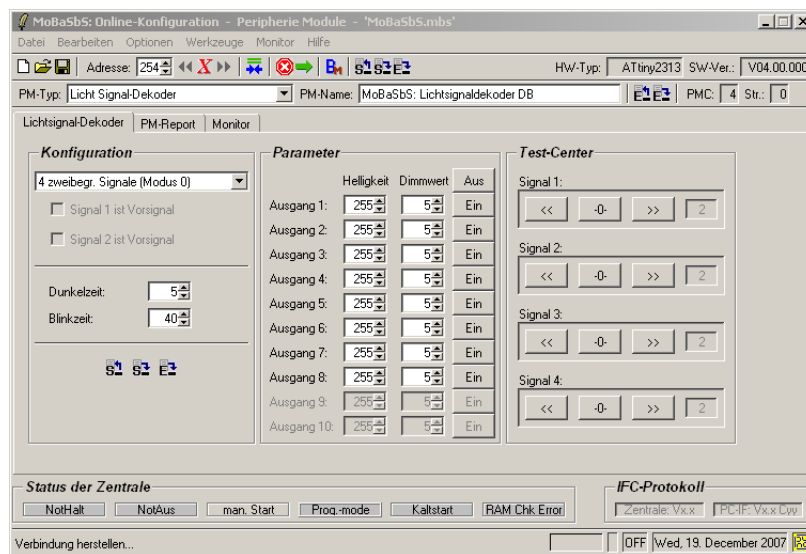 MoBaSbS: Online-Konfiguration - Peripherie Module - 'MoBaSbS.mbs'
Datei Bearbeiten Optionen Werkzeuge Monitor Hilfe
Adresse: 254 X BM S S E HW-Typ: ATtiny2313 SW-Ver.: V04.00.000
PM-Typ: Licht Signal-Dekoder PM-Name: MoBaSbS: Lichtsignaldekoder DB E E PMC: 4 Str.: 0
Lichtsignal-Dekoder PM-Report Monitor
Konfiguration
4 zweibegr. Signale (Modus 0)
Signal 1 ist Vorsignal
Signal 2 ist Vorsignal
Dunkelzeit: 5
Blinkzeit: 40
S S E
Parameter
Helligkeit Dimmwert Aus
Ausgang 1: 255 5 Ein
Ausgang 2: 255 5 Ein
Ausgang 3: 255 5 Ein
Ausgang 4: 255 5 Ein
Ausgang 5: 255 5 Ein
Ausgang 6: 255 5 Ein
Ausgang 7: 255 5 Ein
Ausgang 8: 255 5 Ein
Ausgang 9: 255 5 Ein
Ausgang 10: 255 5 Ein
Test-Center
Signal 1:
<< -0- >> 2
Signal 2:
<< -0- >> 2
Signal 3:
<< -0- >> 2
Signal 4:
<< -0- >> 2
Status der Zentrale
NotHalt NotAus man. Start Prog.-mode Kaltstart RAM Chk Error
IFC-Protokoll
Zentrale: Vx.x PC-IF: Vx.x Cyy
Verbindung herstellen... OFF Wed, 19. December 2007